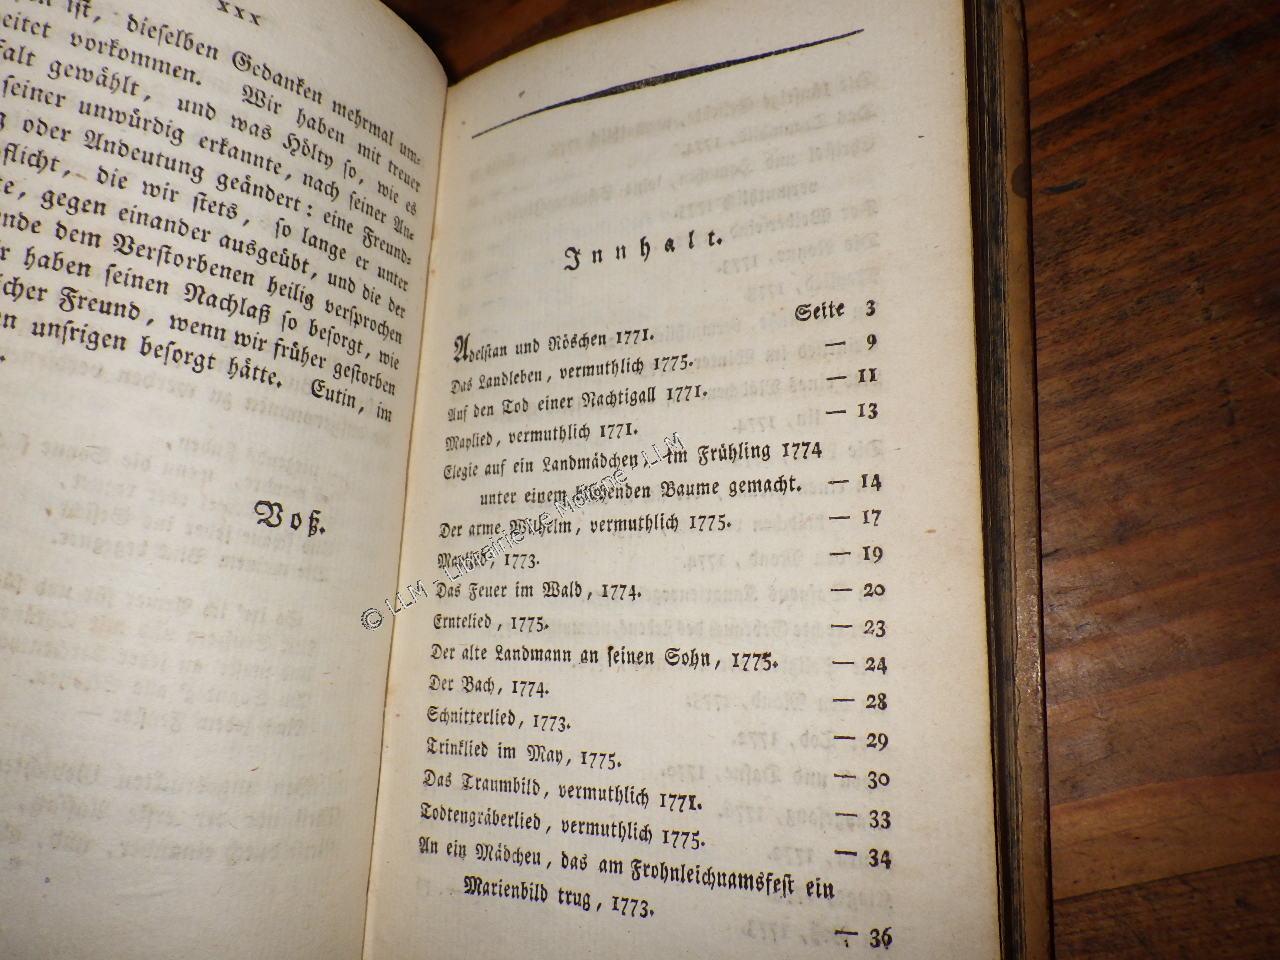 xxx
ist, dieselben Gedanken mehrmal um-
vorkommen. Wir haben mit treuer
gewählt, und was Hölty so, wie es
seiner unwürdig erkannte, nach seiner An-
oder Andeutung geändert: eine Freund-
die wir stets, so lange er unter
gegen einander ausgeübt, und die der
dem Verstorbenen heilig versprochen
haben seinen Nachlaß so besorgt, wie
Freund, wenn wir früher gestorben
unsrigen besorgt hätte. Eutin, im
Voß.
Innhalt.
Adelstan und Röschen 1771. Seite 3
Das Landleben, vermuthlich 1775. — 9
Auf den Tod einer Nachtigall 1771. — 11
Maylied, vermuthlich 1771. — 13
Elegie auf ein Landmädchen, im Frühling 1774
unter einem blühenden Baume gemacht. — 14
Der arme Wilhelm, vermuthlich 1775. — 17
Maylied, 1773. — 19
Das Feuer im Wald, 1774. — 20
Erntelied, 1775. — 23
Der alte Landmann an seinen Sohn, 1775. — 24
Der Bach, 1774. — 28
Schnitterlied, 1773. — 29
Trinklied im May, 1775. — 30
Das Traumbild, vermuthlich 1771. — 33
Todtengräberlied, vermuthlich 1775. — 34
An ein Mädchen, das am Frohnleichnamsfest ein
Marienbild trug, 1773. — 36
© LLM - Librairie Le Molière LLM